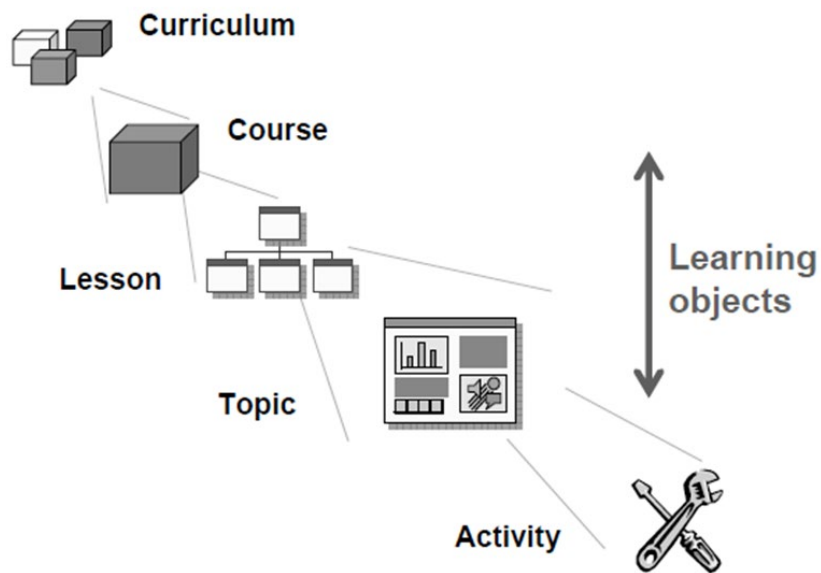 Curriculum
Course
Lesson
Learning
objects
Topic
Activity